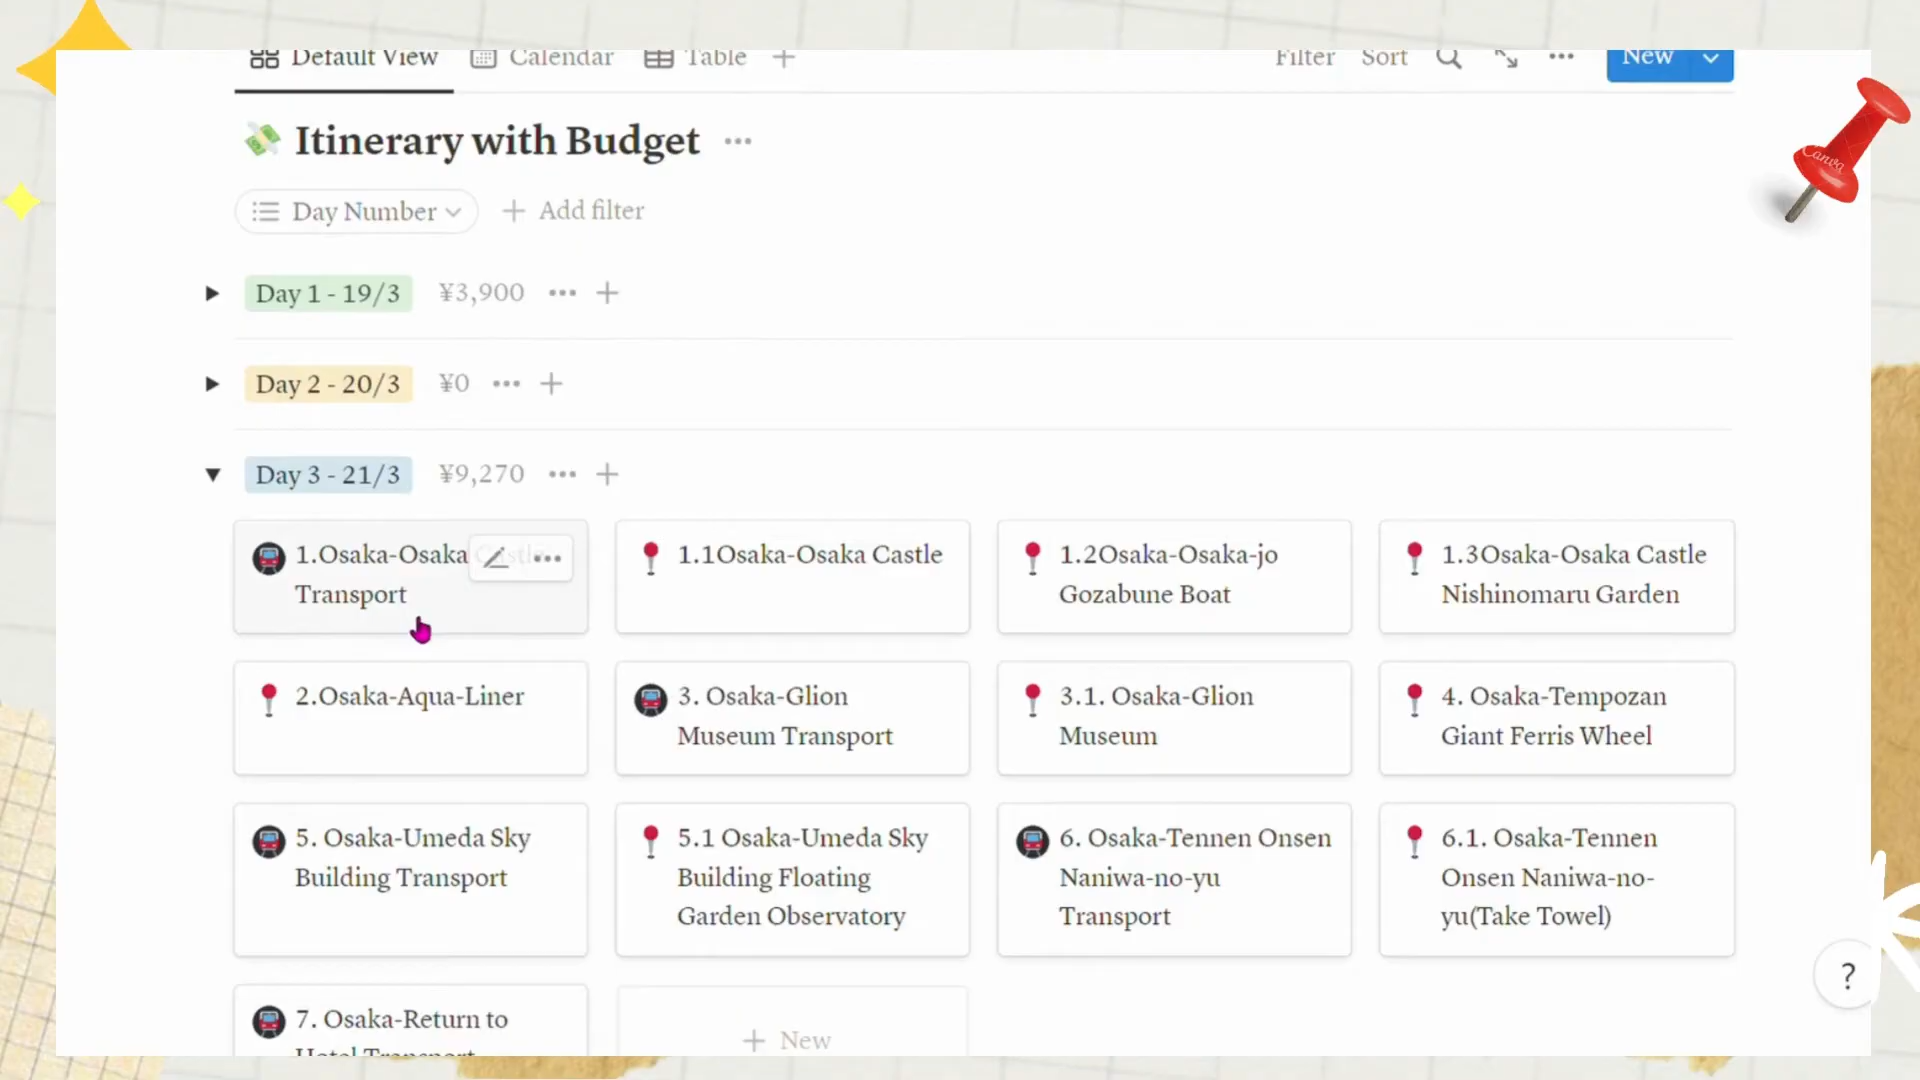 Default View Calendar Table
Filter Sort New
Itinerary with Budget
Day Number Add filter
Day 1 - 19/3 ¥3,900
Day 2 - 20/3 ¥0
Day 3 - 21/3 ¥9,270
1.Osaka-Osaka Castle
Transport
1.1Osaka-Osaka Castle
1.2Osaka-Osaka-jo
Gozabune Boat
1.3Osaka-Osaka Castle
Nishinomaru Garden
2.Osaka-Aqua-Liner
3. Osaka-Glion
Museum Transport
3.1. Osaka-Glion
Museum
4. Osaka-Tempozan
Giant Ferris Wheel
5. Osaka-Umeda Sky
Building Transport
5.1 Osaka-Umeda Sky
Building Floating
Garden Observatory
6. Osaka-Tennen Onsen
Naniwa-no-yu
Transport
6.1. Osaka-Tennen
Onsen Naniwa-no-
yu(Take Towel)
7. Osaka-Return to
Hotel Transport
New
?
Canva